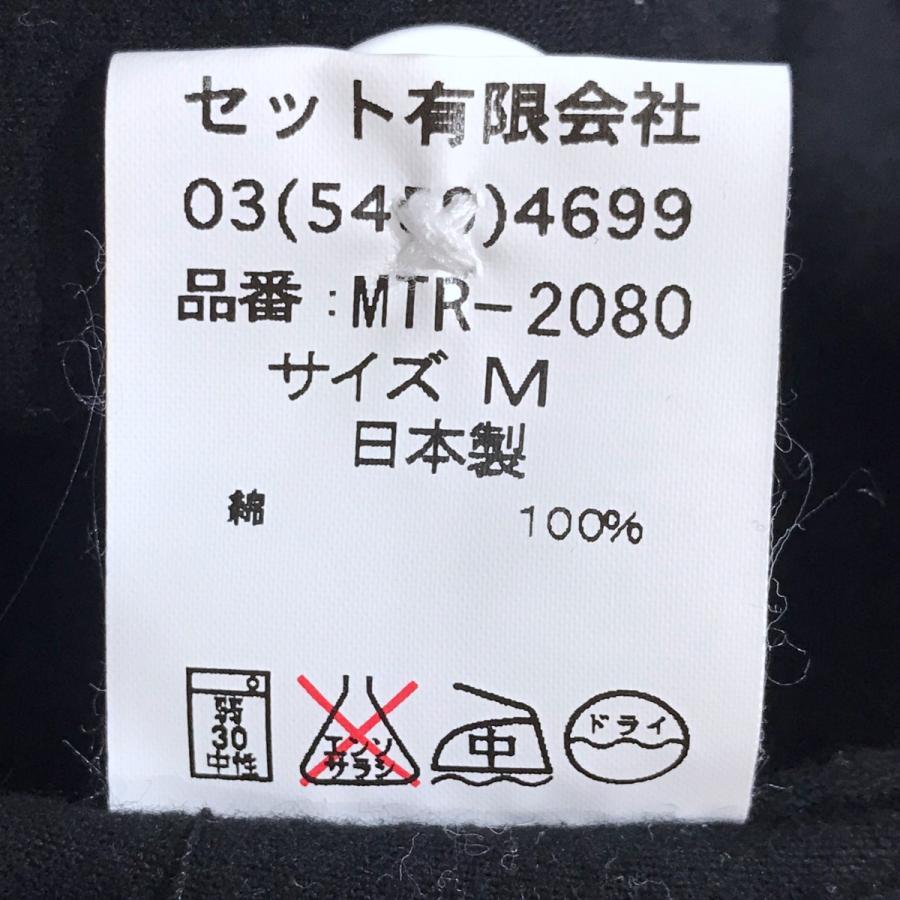 セット有限会社
03(54　)4699
品番：MTR-2080
サイズ M
日本製
綿 100%
弱
30
中性
エンソ
サラシ
中
ドライ